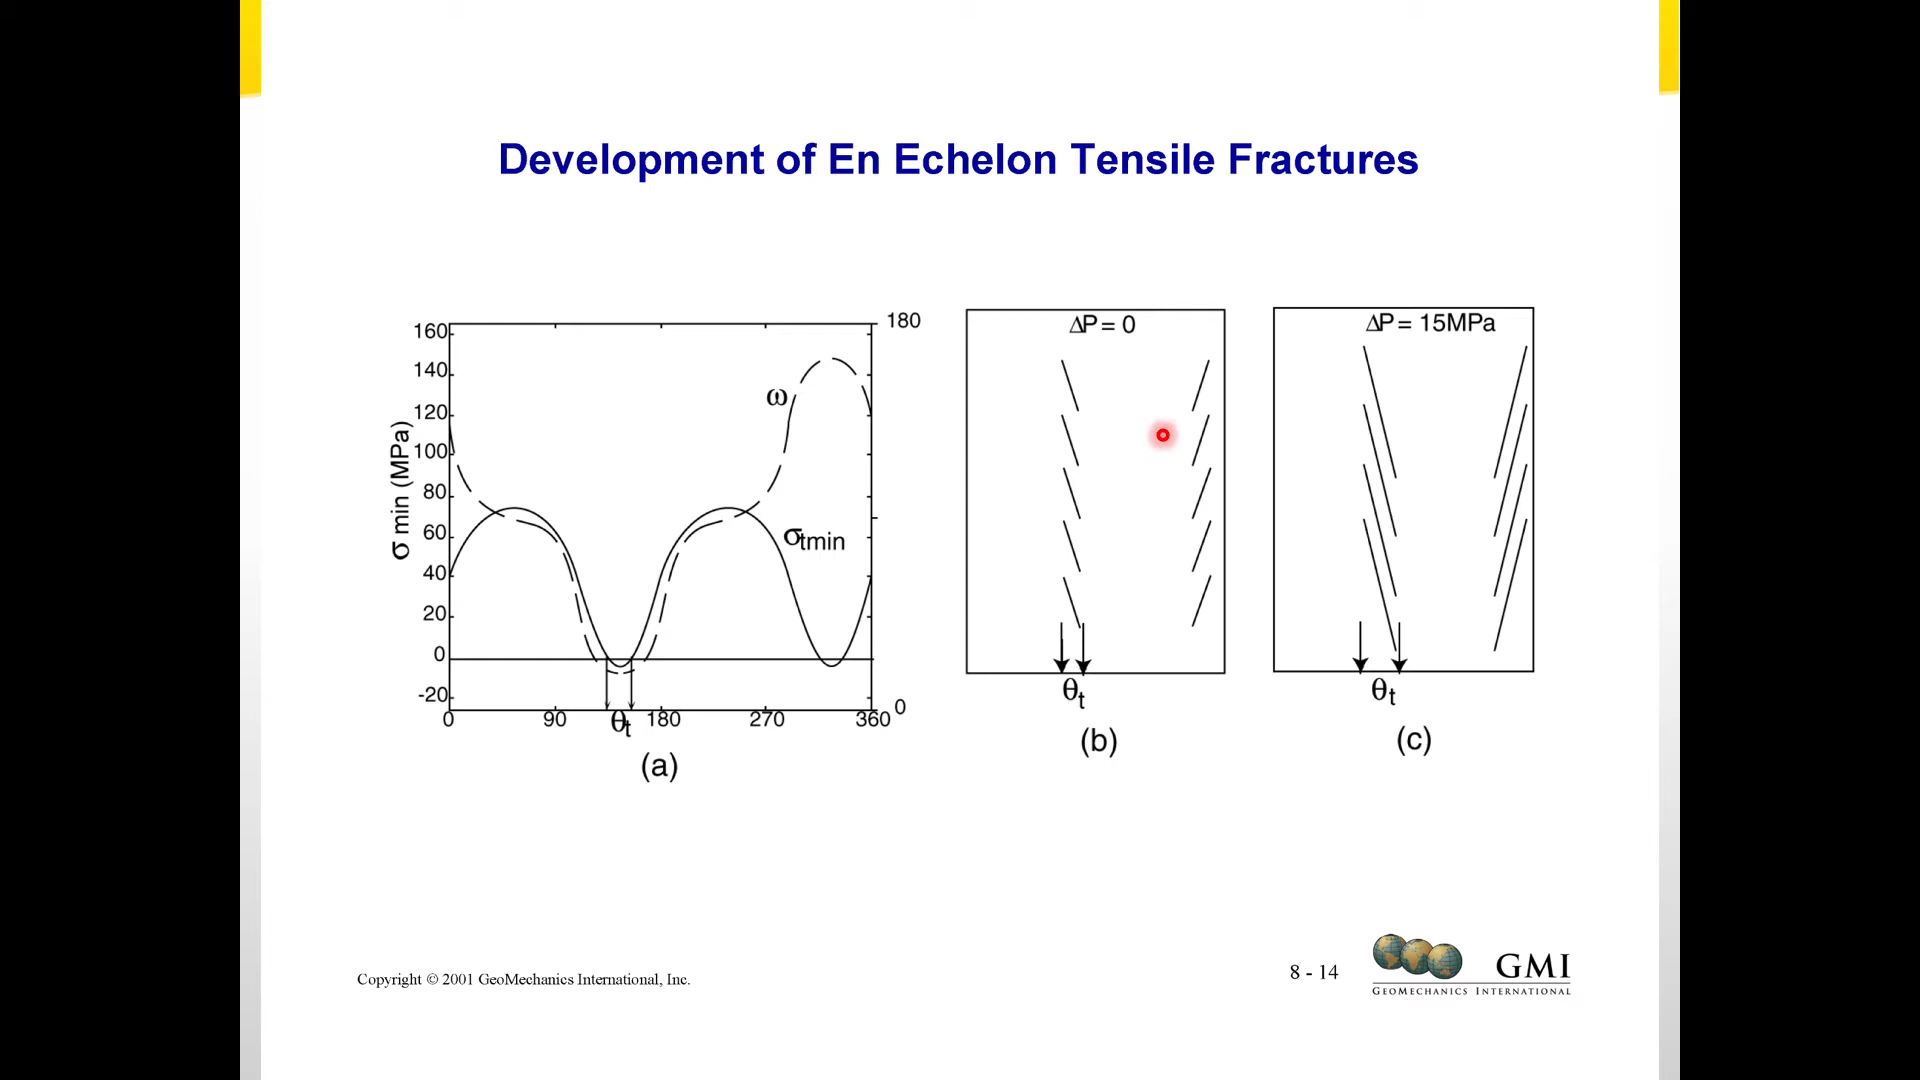 Development of En Echelon Tensile Fractures
σ min (MPa)
160
140
120
100
80
60
40
20
0
-20
0
90
θt
180
270
360
180
0
ω
σtmin
(a)
ΔP = 0
θt
(b)
ΔP = 15MPa
θt
(c)
Copyright © 2001 GeoMechanics International, Inc.
8 - 14
GMI
GEOMECHANICS INTERNATIONAL